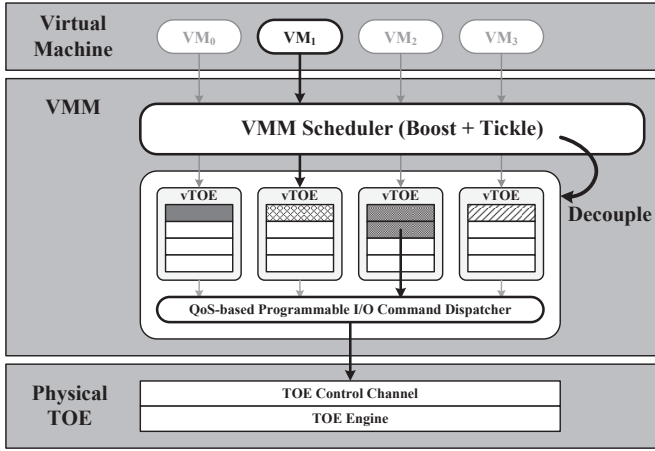 Virtual
Machine
VM₀ VM₁ VM₂ VM₃
VMM
VMM Scheduler (Boost + Tickle)
vTOE vTOE vTOE vTOE
Decouple
QoS-based Programmable I/O Command Dispatcher
Physical
TOE
TOE Control Channel
TOE Engine